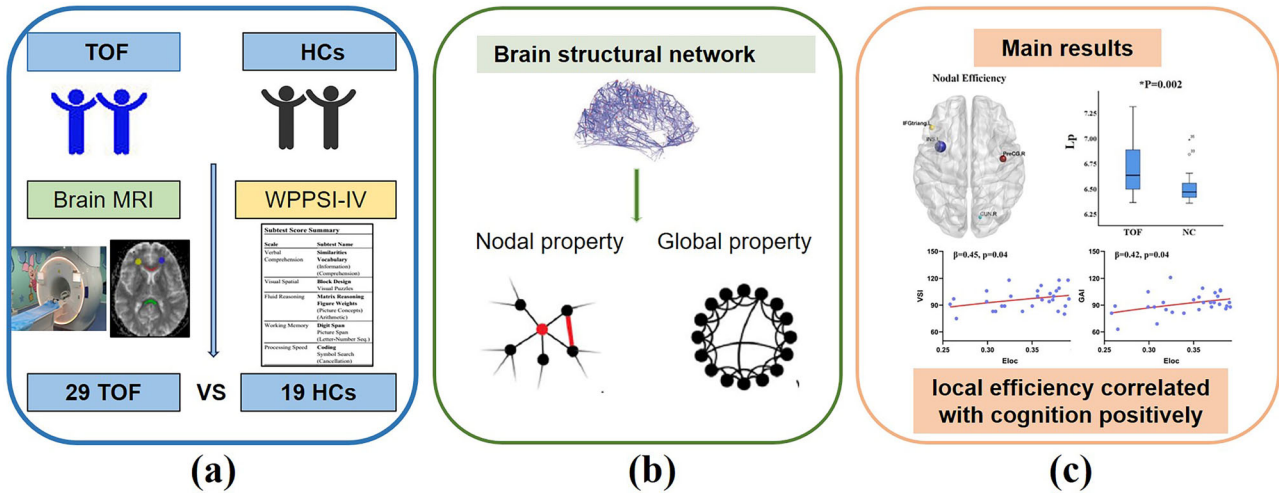 TOF
HCs
Brain MRI
WPPSI-IV
Subtest Score Summary
Scale Subtest Name
Verbal Similarities
Comprehension Vocabulary
(Information)
(Comprehension)
Visual Spatial Block Design
Visual Puzzles
Fluid Reasoning Matrix Reasoning
Figure Weights
(Picture Concepts)
(Arithmetic)
Working Memory Digit Span
Picture Span
(Letter-Number Seq.)
Processing Speed Coding
Symbol Search
(Cancellation)
29 TOF VS 19 HCs
(a)
Brain structural network
Nodal property Global property
(b)
Main results
Nodal Efficiency
IFGtriang.L
INS.L
PreCG.R
CUN.R
*P=0.002
Lp
7.25
7.00
6.75
6.50
6.25
TOF NC
β=0.45, p=0.04
VSI
150
120
90
60
0.25 0.30 0.35
Eloc
β=0.42, p=0.04
GAI
150
120
90
60
0.25 0.30 0.35
Eloc
local efficiency correlated
with cognition positively
(c)